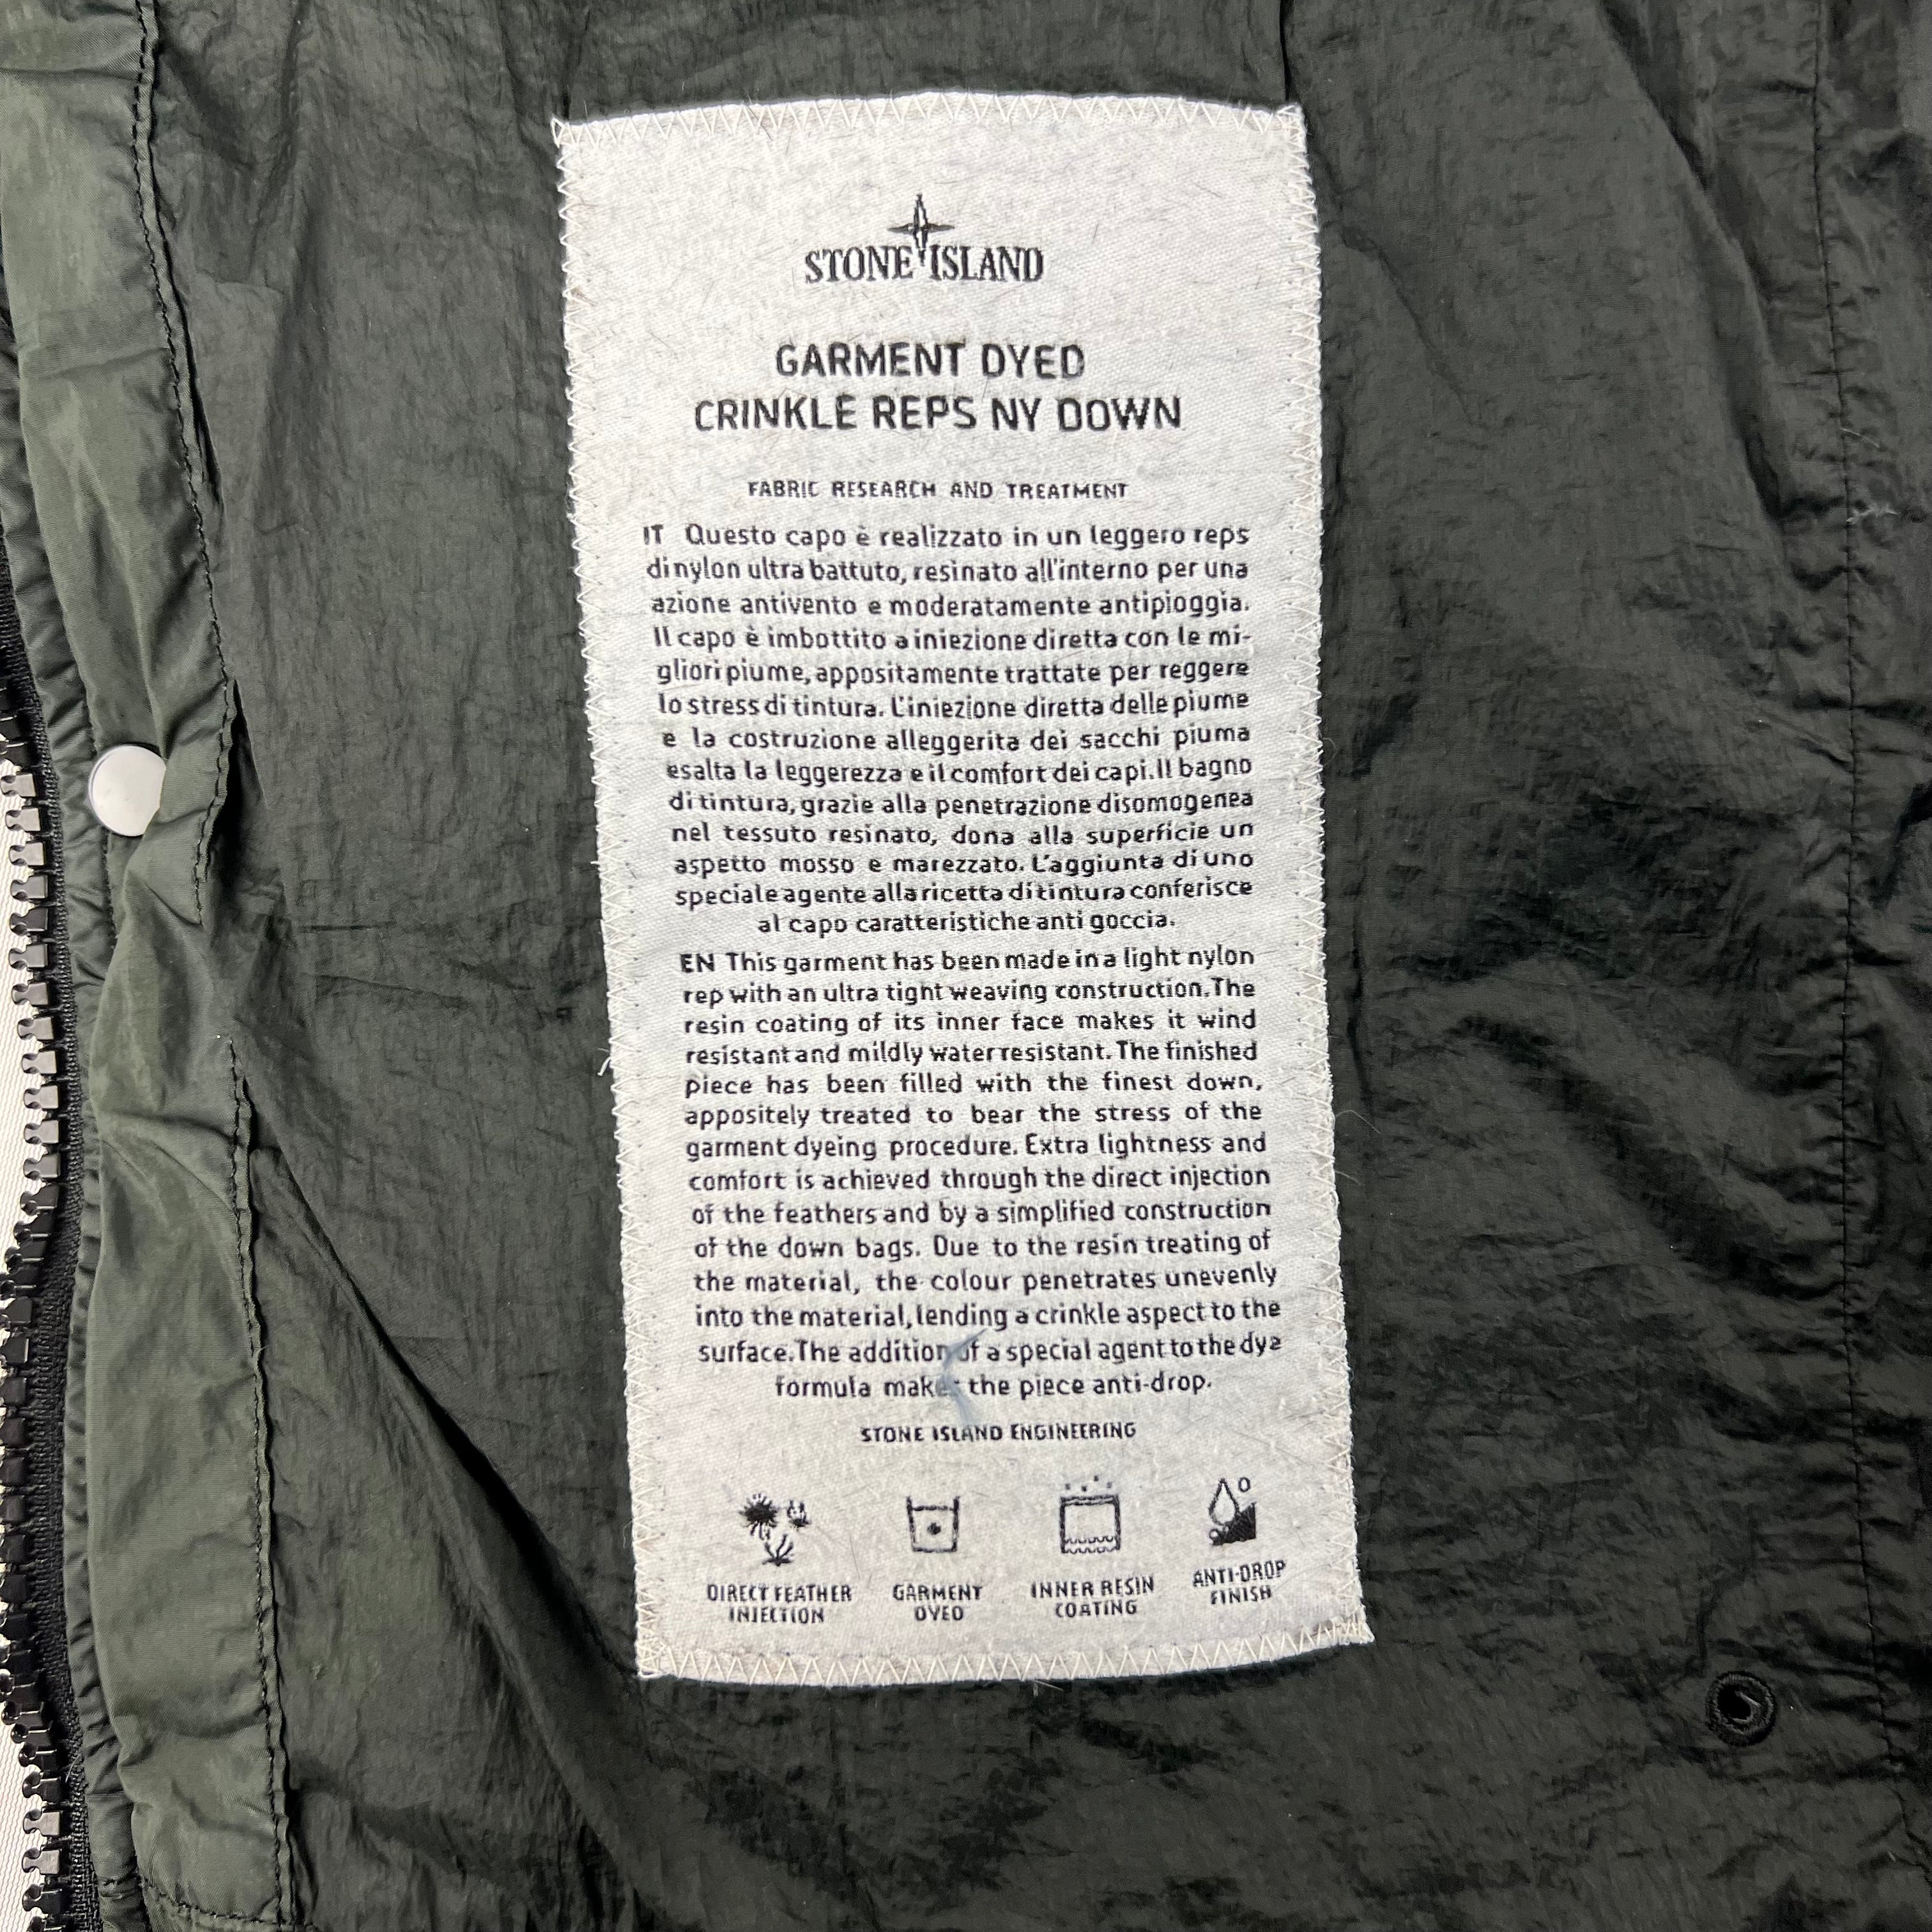 STONE ISLAND
GARMENT DYED
CRINKLE REPS NY DOWN
FABRIC RESEARCH AND TREATMENT
IT Questo capo è realizzato in un leggero reps
di nylon ultra battuto, resinato all'interno per una
azione antivento e moderatamente antipioggia.
Il capo è imbottito a iniezione diretta con le mi-
gliori piume, appositamente trattate per reggere
lo stress di tintura. L'iniezione diretta delle piume
e la costruzione alleggerita dei sacchi piuma
esalta la leggerezza e il comfort dei capi. Il bagno
di tintura, grazie alla penetrazione disomogenea
nel tessuto resinato, dona alla superficie un
aspetto mosso e marezzato. L'aggiunta di uno
speciale agente alla ricetta di tintura conferisce
al capo caratteristiche anti goccia.
EN This garment has been made in a light nylon
rep with an ultra tight weaving construction. The
resin coating of its inner face makes it wind
resistant and mildly water resistant. The finished
piece has been filled with the finest down,
appositely treated to bear the stress of the
garment dyeing procedure. Extra lightness and
comfort is achieved through the direct injection
of the feathers and by a simplified construction
of the down bags. Due to the resin treating of
the material, the colour penetrates unevenly
into the material, lending a crinkle aspect to the
surface. The addition of a special agent to the dye
formula makes the piece anti-drop.
STONE ISLAND ENGINEERING
DIRECT FEATHER
INJECTION
GARMENT
DYED
INNER RESIN
COATING
ANTI-DROP
FINISH